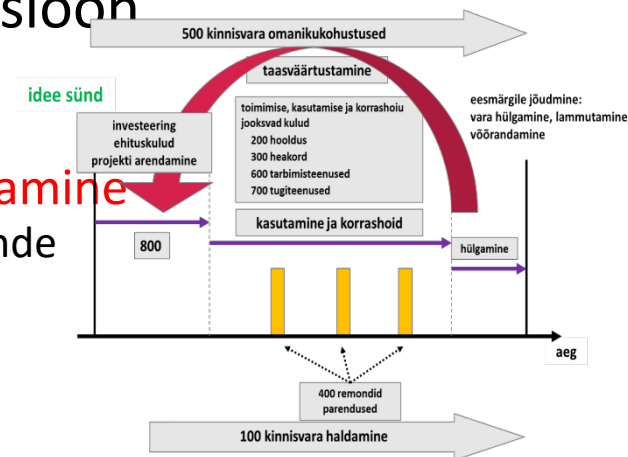 sioon
500 kinnisvara omanikukohustused
taasväärtustamine
idee sünd
eesmärgile jõudmine:
vara hülgamine, lammutamine
võõrandamine
investeering
ehituskulud
projekti arendamine
toimimise, kasutamise ja korrashoiu
jooksvad kulud
200 hooldus
300 heakord
600 tarbimisteenused
700 tugiteenused
amine
nde
kasutamine ja korrashoid
800
hülgamine
aeg
400 remondid
parendused
100 kinnisvara haldamine